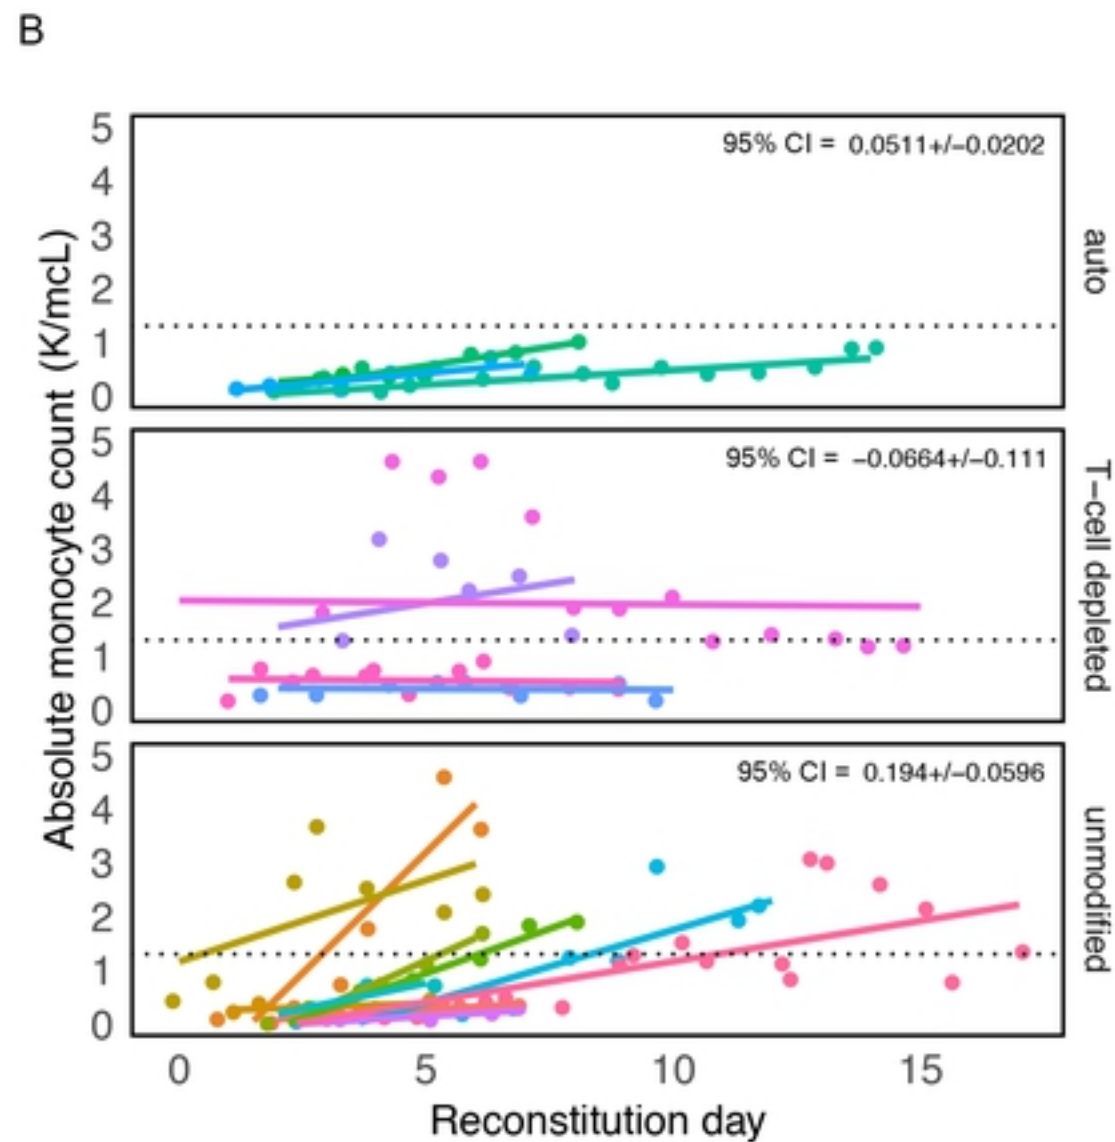 B
Absolute monocyte count (K/mcL)
5
4
3
2
1
0
95% CI = 0.0511+/−0.0202
auto
5
4
3
2
1
0
95% CI = −0.0664+/−0.111
T−cell depleted
5
4
3
2
1
0
95% CI = 0.194+/−0.0596
unmodified
0 5 10 15
Reconstitution day